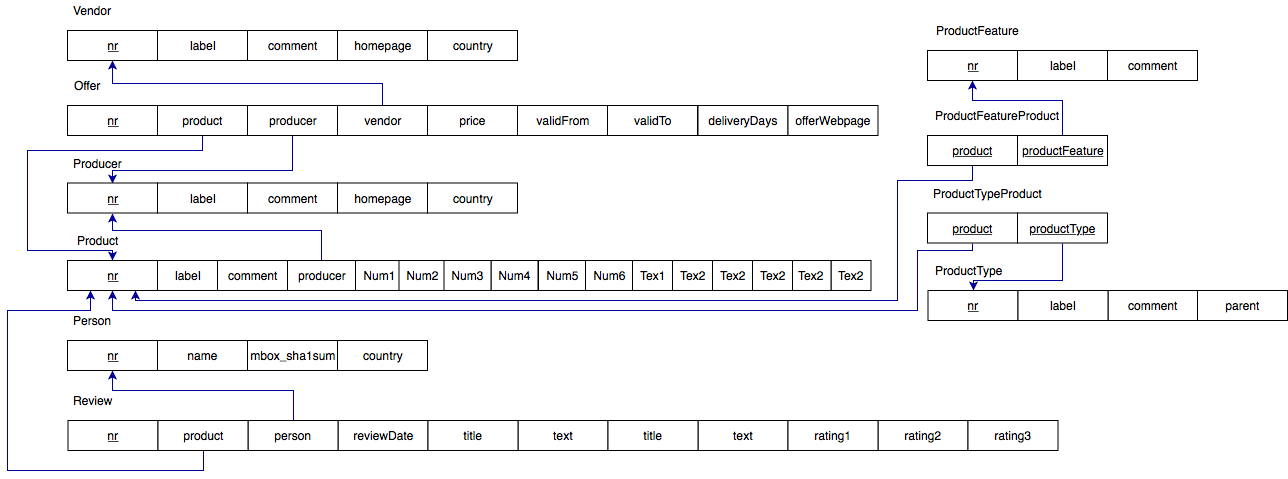 Vendor
nr label comment homepage country
Offer
nr product producer vendor price validFrom validTo deliveryDays offerWebpage
Producer
nr label comment homepage country
Product
nr label comment producer Num1 Num2 Num3 Num4 Num5 Num6 Tex1 Tex2 Tex2 Tex2 Tex2 Tex2
Person
nr name mbox_sha1sum country
Review
nr product person reviewDate title text title text rating1 rating2 rating3
ProductFeature
nr label comment
ProductFeatureProduct
product productFeature
ProductTypeProduct
product productType
ProductType
nr label comment parent